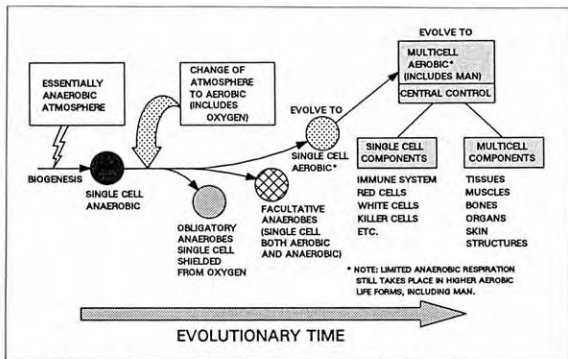 ESSENTIALLY
ANAEROBIC
ATMOSPHERE
CHANGE OF
ATMOSPHERE
TO AEROBIC
(INCLUDES
OXYGEN)
EVOLVE TO
MULTICELL
AEROBIC*
(INCLUDES MAN)
CENTRAL CONTROL
EVOLVE TO
SINGLE CELL
AEROBIC*
BIOGENESIS
SINGLE CELL
ANAEROBIC
OBLIGATORY
ANAEROBES
SINGLE CELL
SHIELDED
FROM OXYGEN
FACULTATIVE
ANAEROBES
(SINGLE CELL
BOTH AEROBIC
AND ANAEROBIC)
SINGLE CELL
COMPONENTS
IMMUNE SYSTEM
RED CELLS
WHITE CELLS
KILLER CELLS
ETC.
MULTICELL
COMPONENTS
TISSUES
MUSCLES
BONES
ORGANS
SKIN
STRUCTURES
* NOTE: LIMITED ANAEROBIC RESPIRATION
STILL TAKES PLACE IN HIGHER AEROBIC
LIFE FORMS, INCLUDING MAN.
EVOLUTIONARY TIME